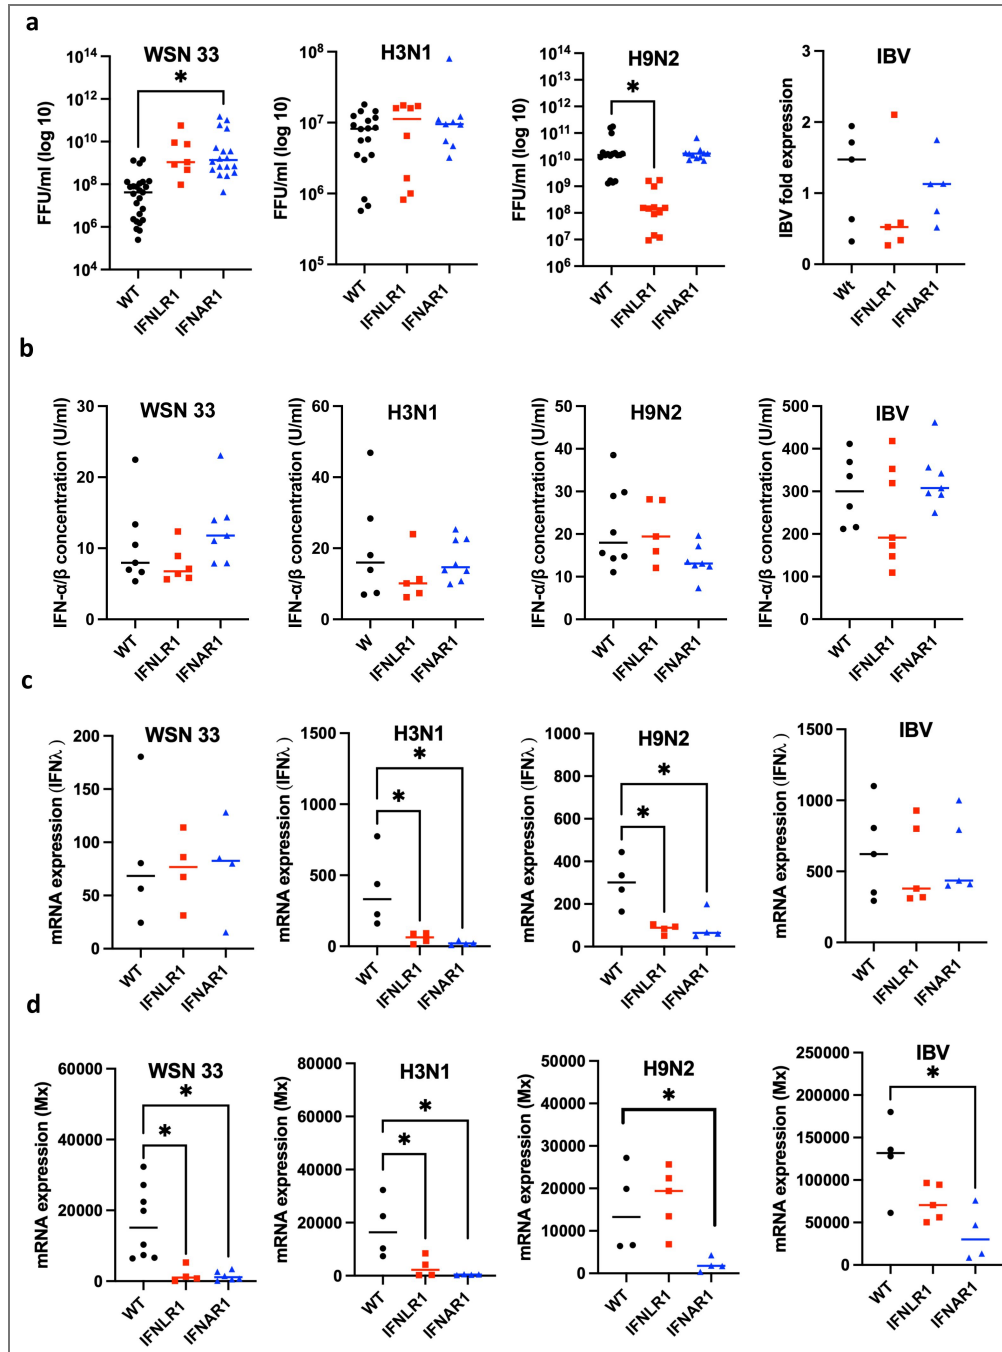 a
WSN 33
H3N1
H9N2
IBV
*
*
FFU/ml (log 10)
10^14
10^12
10^10
10^8
10^6
10^4
WT
IFNLR1
IFNAR1
FFU/ml (log 10)
10^8
10^7
10^6
10^5
WT
IFNLR1
IFNAR1
FFU/ml (log 10)
10^14
10^13
10^12
10^11
10^10
10^9
10^8
10^7
10^6
WT
IFNLR1
IFNAR1
IBV fold expression
3
2
1
0
Wt
IFNLR1
IFNAR1
b
WSN 33
IFN-α/β concentration (U/ml)
30
20
10
0
WT
IFNLR1
IFNAR1
H3N1
IFN-α/β concentration (U/ml)
60
40
20
0
W
IFNLR1
IFNAR1
H9N2
IFN-α/β concentration (U/ml)
50
40
30
20
10
0
WT
IFNLR1
IFNAR1
IBV
IFN-α/β concentration (U/ml)
500
400
300
200
100
0
WT
IFNLR1
IFNAR1
c
WSN 33
mRNA expression (IFNλ )
200
150
100
50
0
WT
IFNLR1
IFNAR1
H3N1
*
*
mRNA expression (IFNλ )
1500
1000
500
0
WT
IFNLR1
IFNAR1
H9N2
*
*
mRNA expression (IFNλ )
1000
800
600
400
200
0
WT
IFNLR1
IFNAR1
IBV
mRNA expression (IFNλ )
1500
1000
500
0
WT
IFNLR1
IFNAR1
d
WSN 33
*
*
mRNA expression (Mx)
60000
40000
20000
0
WT
IFNLR1
IFNAR1
H3N1
*
*
mRNA expression (Mx)
80000
60000
40000
20000
0
WT
IFNLR1
IFNAR1
H9N2
*
mRNA expression (Mx)
50000
40000
30000
20000
10000
0
WT
IFNLR1
IFNAR1
IBV
*
mRNA expression (Mx)
250000
200000
150000
100000
50000
0
WT
IFNLR1
IFNAR1